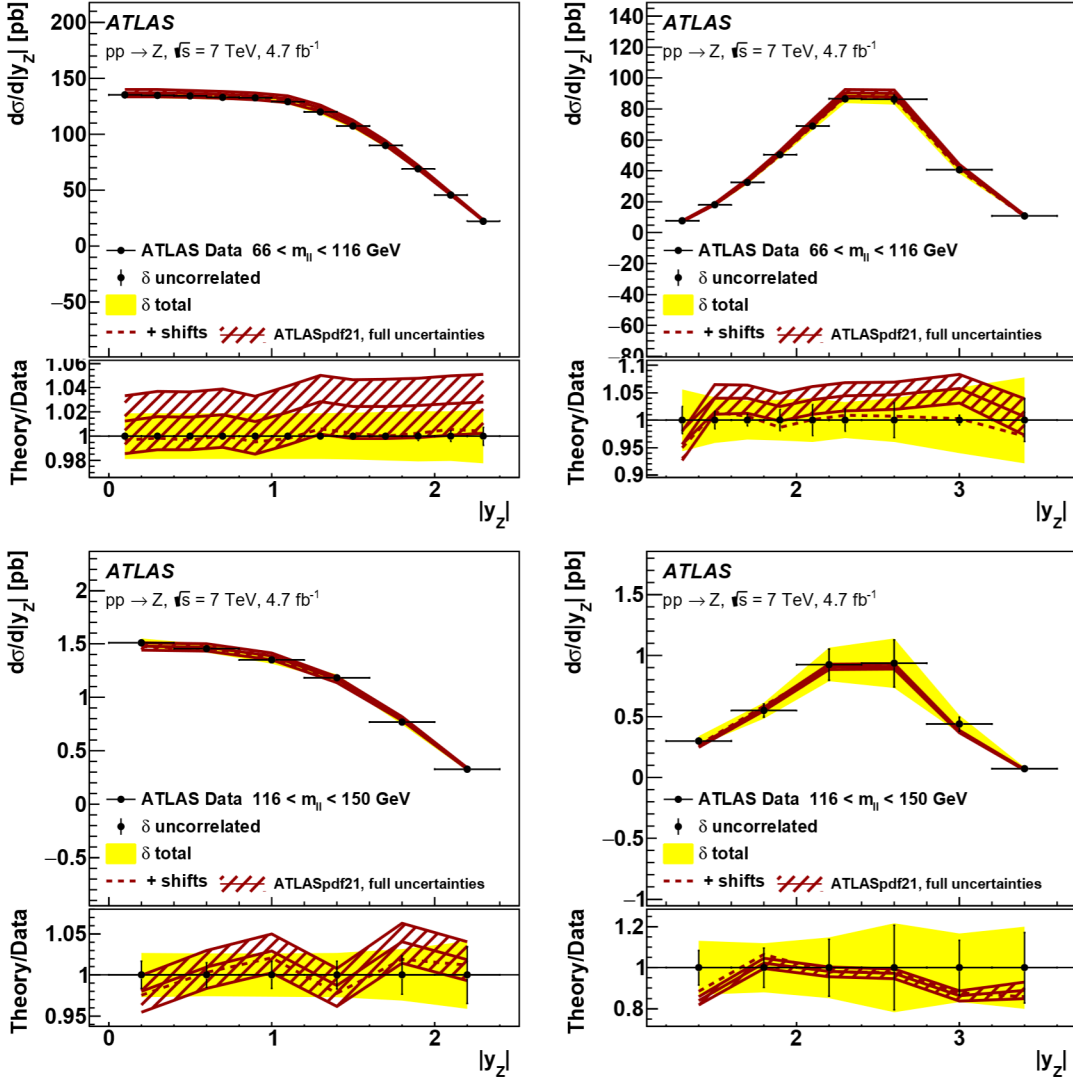 ATLAS
pp → Z, √s = 7 TeV, 4.7 fb⁻¹
dσ/d|y_Z| [pb]
200
150
100
50
0
−50
ATLAS Data 66 < m_ll < 116 GeV
δ uncorrelated
δ total
+ shifts ATLASpdf21, full uncertainties
Theory/Data
1.06
1.04
1.02
1
0.98
0 1 2
|y_Z|
ATLAS
pp → Z, √s = 7 TeV, 4.7 fb⁻¹
dσ/d|y_Z| [pb]
140
120
100
80
60
40
20
0
−20
−40
−60
−80
ATLAS Data 66 < m_ll < 116 GeV
δ uncorrelated
δ total
+ shifts ATLASpdf21, full uncertainties
Theory/Data
1.1
1.05
1
0.95
0.9
2 3
|y_Z|
ATLAS
pp → Z, √s = 7 TeV, 4.7 fb⁻¹
dσ/d|y_Z| [pb]
2
1.5
1
0.5
0
−0.5
ATLAS Data 116 < m_ll < 150 GeV
δ uncorrelated
δ total
+ shifts ATLASpdf21, full uncertainties
Theory/Data
1.05
1
0.95
0 1 2
|y_Z|
ATLAS
pp → Z, √s = 7 TeV, 4.7 fb⁻¹
dσ/d|y_Z| [pb]
1.5
1
0.5
0
−0.5
−1
ATLAS Data 116 < m_ll < 150 GeV
δ uncorrelated
δ total
+ shifts ATLASpdf21, full uncertainties
Theory/Data
1.2
1
0.8
2 3
|y_Z|